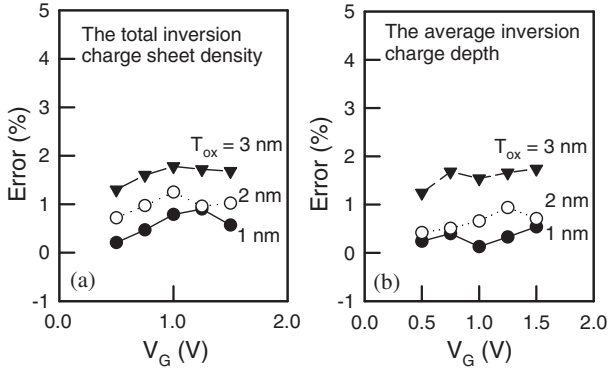 The total inversion
charge sheet density
T_ox = 3 nm
2 nm
1 nm
(a)
Error (%)
5
4
3
2
1
0
-1
0.0
1.0
2.0
V_G (V)
The average inversion
charge depth
T_ox = 3 nm
2 nm
1 nm
(b)
Error (%)
5
4
3
2
1
0
-1
0.0
0.5
1.0
1.5
2.0
V_G (V)